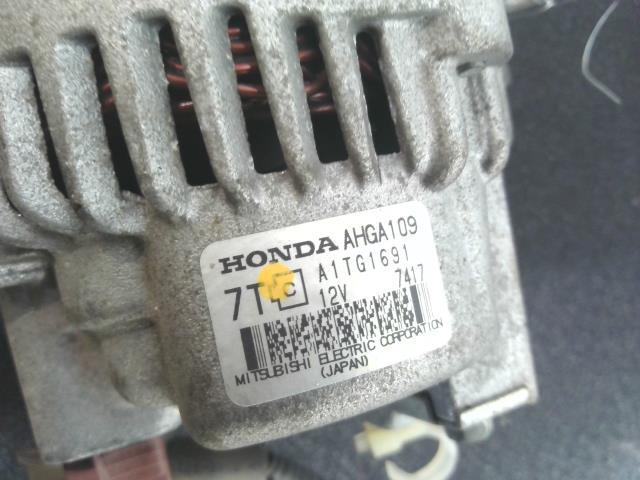 HONDA AHGA109
A1TG1691
7T C 12V 7417
MITSUBISHI ELECTRIC CORPORATION
(JAPAN)